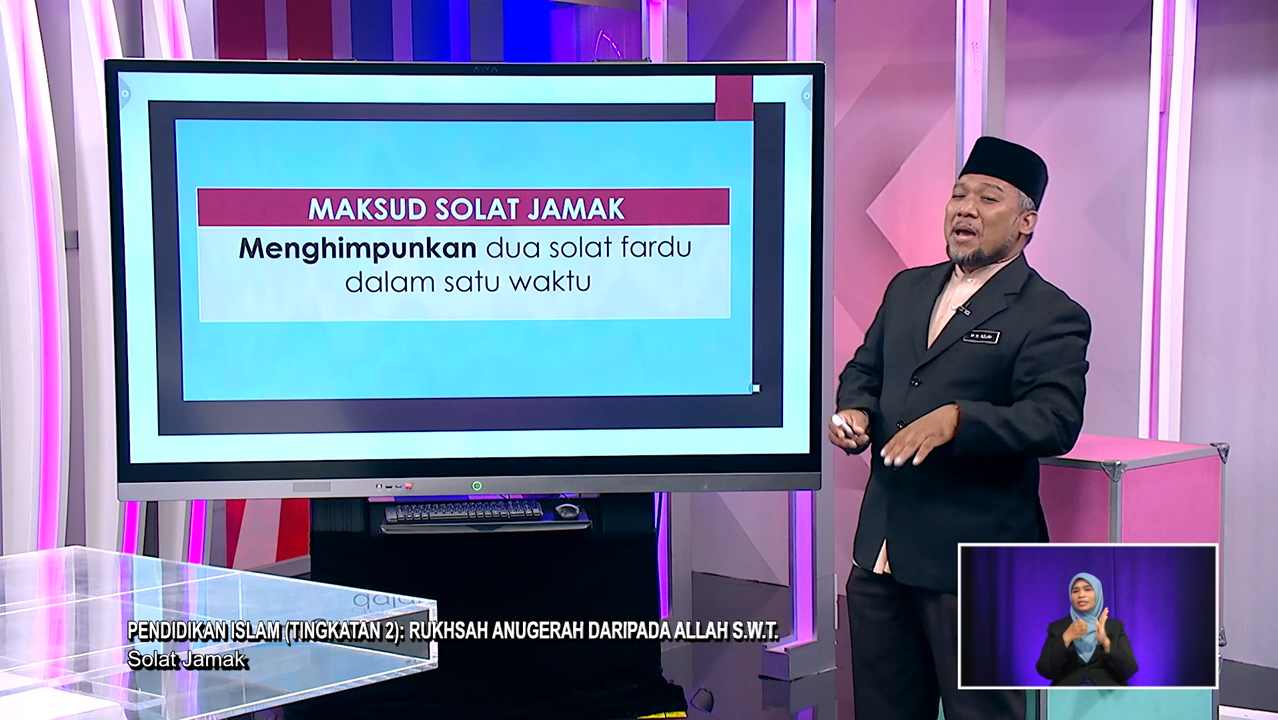 MAKSUD SOLAT JAMAK
Menghimpunkan dua solat fardu
dalam satu waktu
PENDIDIKAN ISLAM (TINGKATAN 2): RUKHSAH ANUGERAH DARIPADA ALLAH S.W.T.
Solat Jamak